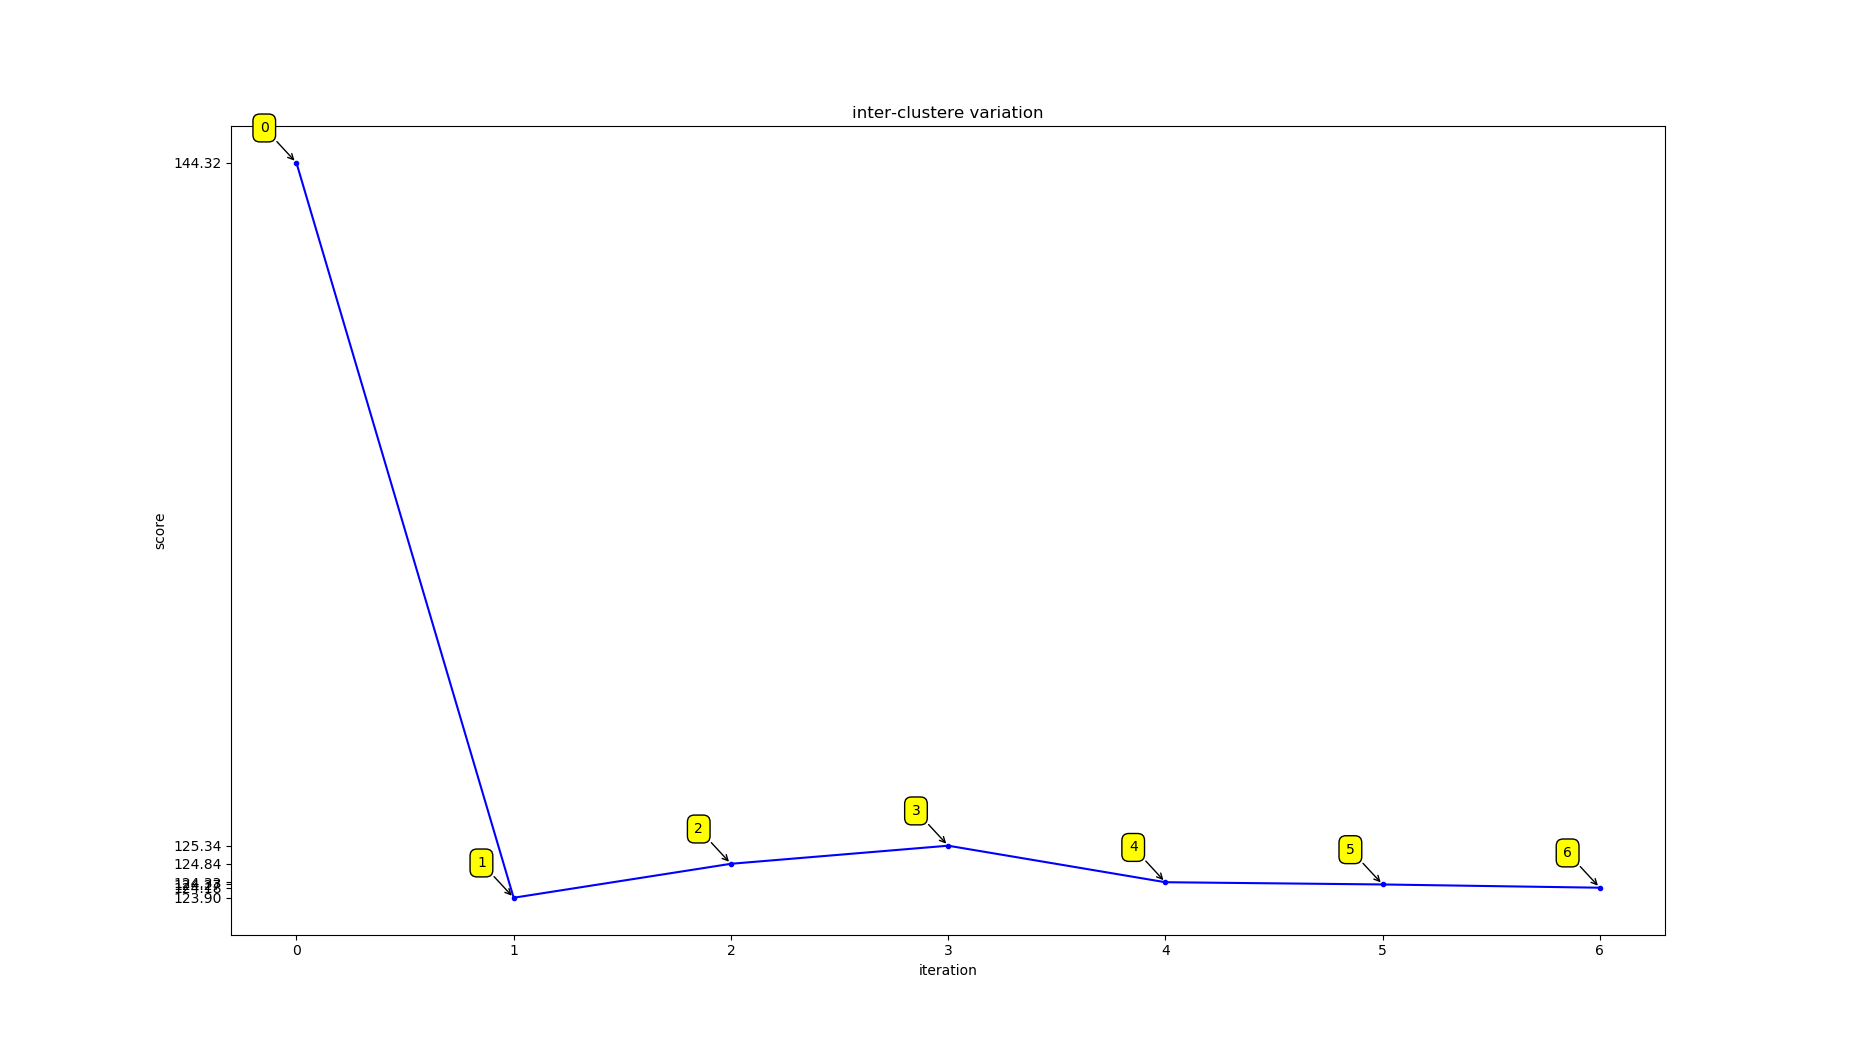 inter-clustere variation
0
144.32
score
3
2
125.34
4
5
6
1
124.84
123.90
0 1 2 3 4 5 6
iteration